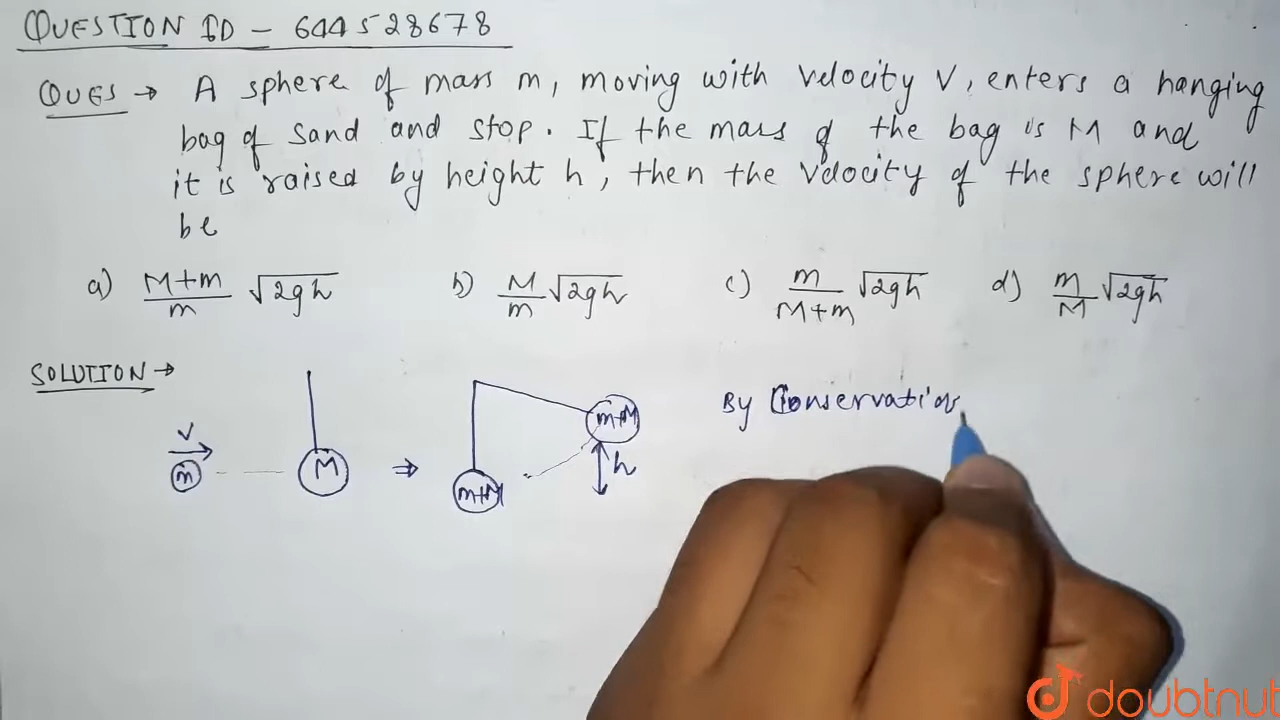 QUESTION ID - 644528678
QUES → A sphere of mass m, moving with velocity V, enters a hanging
bag of sand and stop. If the mass of the bag is M and
it is raised by height h, then the velocity of the sphere will
be
a) M+m/m √2gh b) M/m √2gh c) m/M+m √2gh d) m/M √2gh
SOLUTION →
V
m
M
⇒
m+M
m+M
h
By Conservation
doubtnut